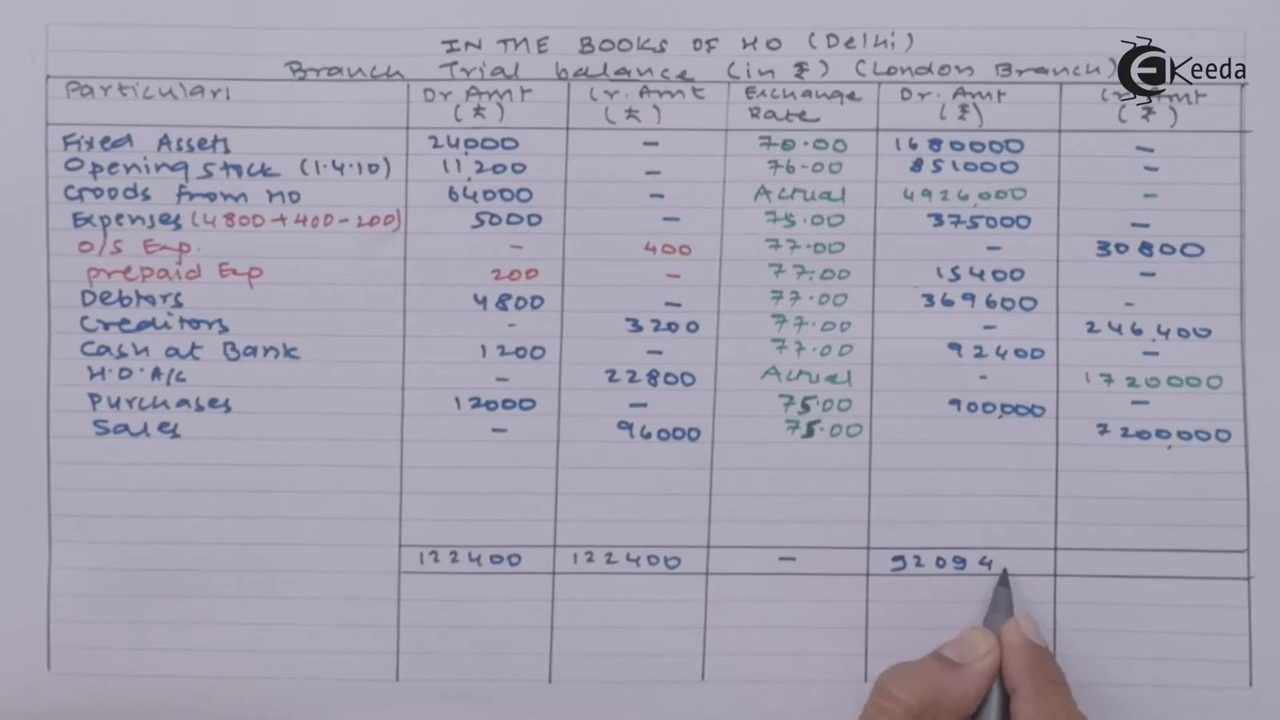 IN THE BOOKS OF HO (Delhi)
Branch Trial balance (in ₹) (London Branch)
Keeda
Particulars Dr Amt Cr. Amt Exchange Dr. Amt Cr. Amt
(₹) (₹) Rate (₹) (₹)
Fixed Assets 24000 – 70.00 1680000 –
Opening stock (1.4.10) 11,200 – 76.00 851000 –
Goods from HO 64000 – Actual 4926,000 –
Expenses (4800+400-200) 5000 – 75.00 375000 –
O/S Exp. – 400 77.00 – 30800
prepaid Exp 200 – 77.00 15400 –
Debtors 4800 – 77.00 369600 -
Creditors - 3200 77.00 – 246,400
Cash at Bank 1200 – 77.00 92400 –
H.O. A/C – 22800 Actual - 1720000
Purchases 12000 – 75.00 900,000 –
Sales – 96000 75.00 7200,000
122400 122400 – 92094